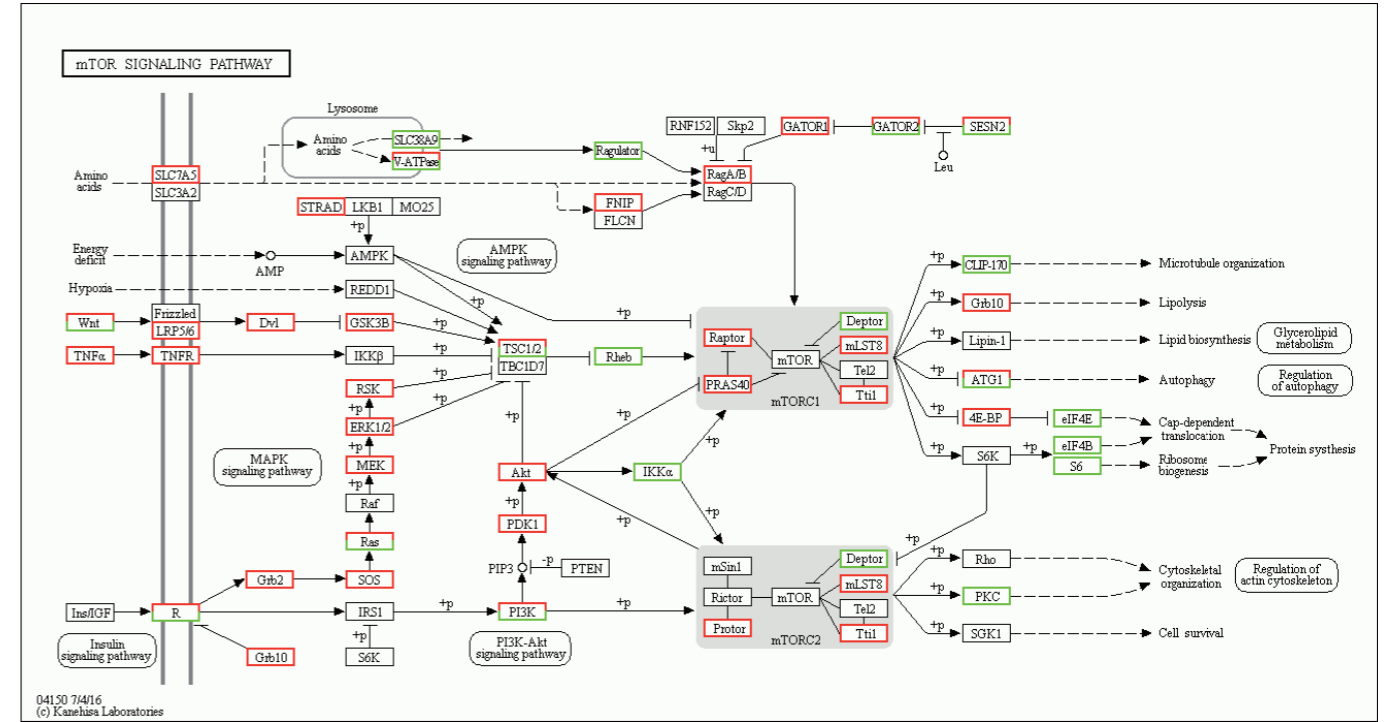 mTOR SIGNALING PATHWAY
Lysosome
Amino
acids
SLC38A9
V-ATPase
Ragulator
RNF152
Skp2
GATOR1
GATOR2
SESN2
+u
Leu
Amino
acids
SLC7A5
SLC3A2
RagA/B
RagC/D
FNIP
FLCN
STRAD
LKB1
MO25
+p
Energy
deficit
AMP
AMPK
AMPK
signaling pathway
Hypoxia
REDD1
+p
+p
+p
CLIP-170
Microtubule organization
+p
Grb10
Lipolysis
Wnt
Frizzled
LRP5/6
Dvl
GSK3B
+p
TSC1/2
TBC1D7
Rheb
Raptor
PRAS40
mTOR
Deptor
mLST8
Tel2
Tti1
mTORC1
+p
Lipin-1
Lipid biosynthesis
Glycerolipid
metabolism
TNFα
TNFR
IKKβ
+p
+p
ATG1
Autophagy
Regulation
of autophagy
RSK
+p
+p
ERK1/2
+p
+p
+p
+p
+p
4E-BP
eIF4E
Cap-dependent
translocation
+p
S6K
+p
eIF4B
S6
Ribosome
biogenesis
Protein systhesis
MAPK
signaling pathway
MEK
+p
Raf
Ras
SOS
Grb2
Akt
IKKα
+p
+p
+p
PDK1
PIP3
-p
PTEN
+p
Ins/IGF
R
IRS1
+p
PI3K
+p
+p
S6K
Grb10
Insulin
signaling pathway
PI3K-Akt
signaling pathway
mSin1
Rictor
Protor
mTOR
Deptor
mLST8
Tel2
Tti1
mTORC2
+p
Rho
+p
PKC
+p
SGK1
Cytoskeletal
organization
Regulation of
actin cytoskeleton
Cell survival
04150 7/4/16
(c) Kanehisa Laboratories